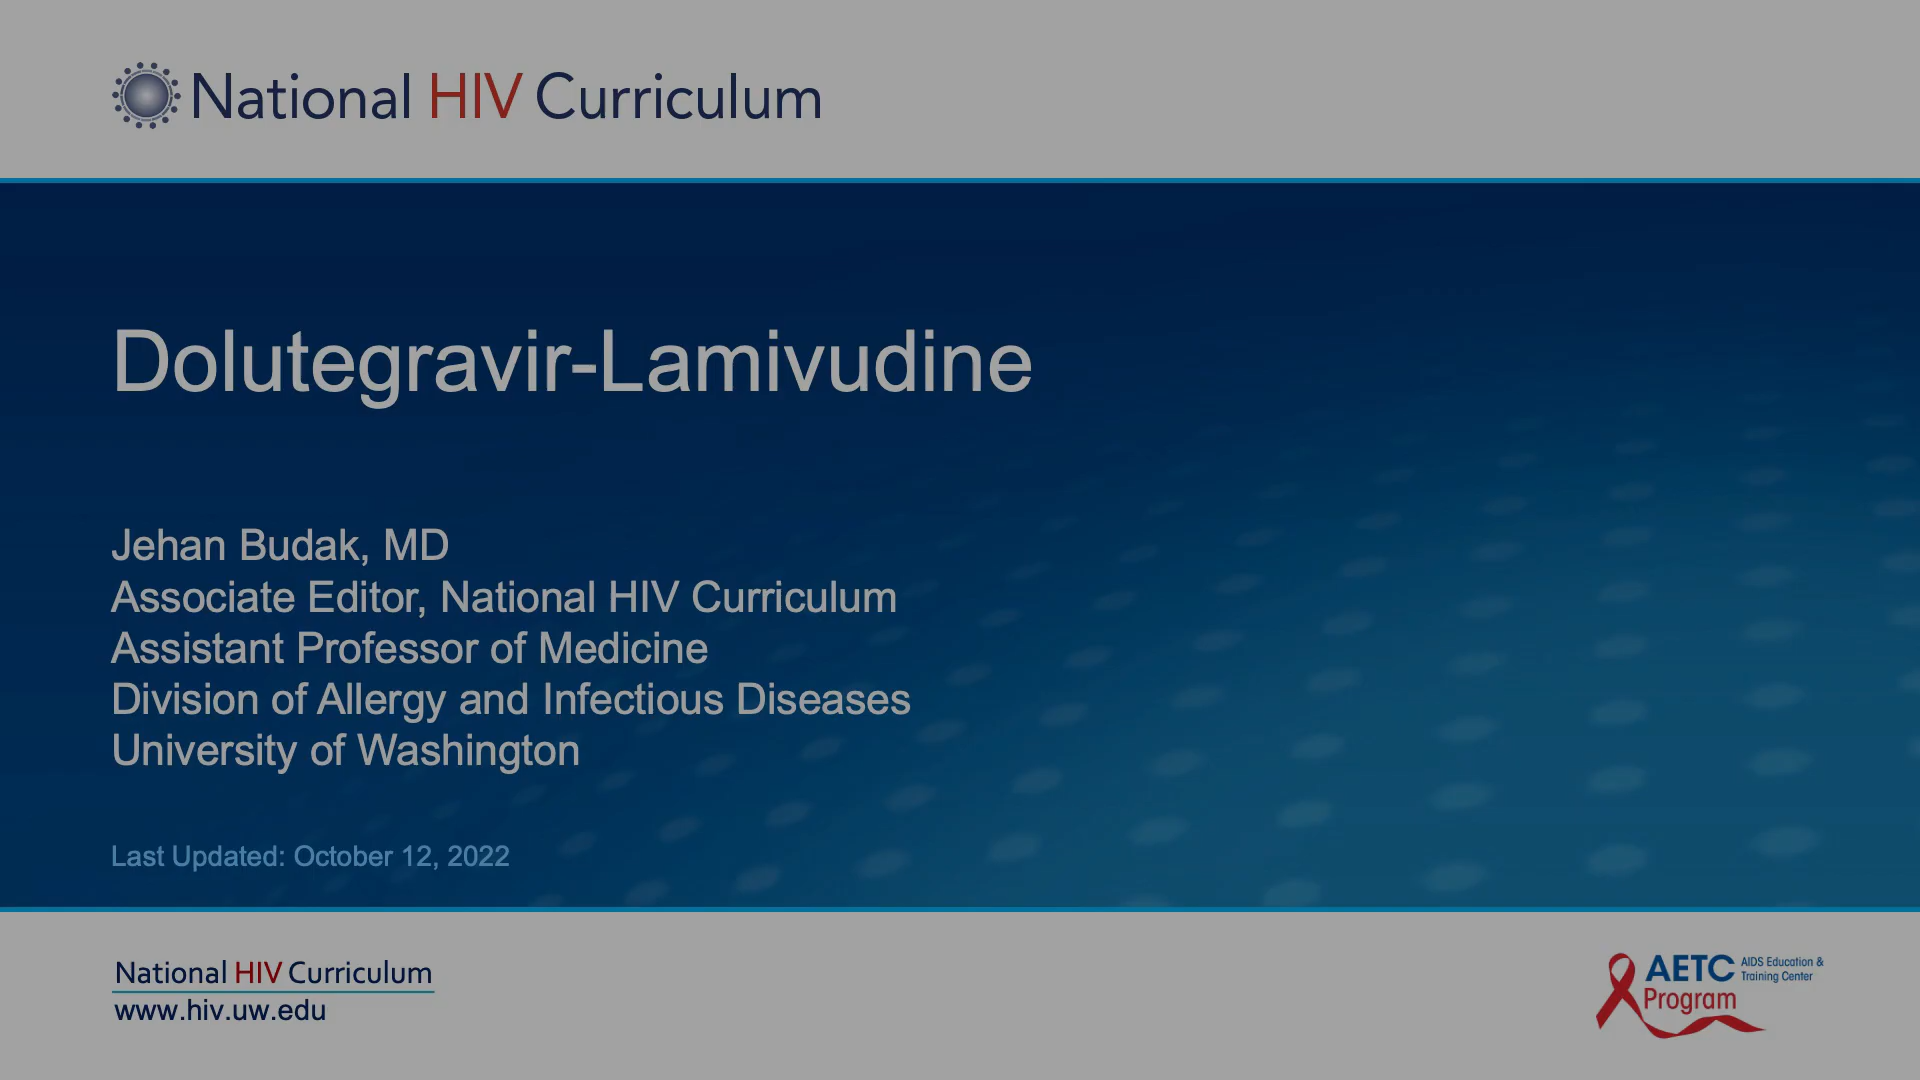 National HIV Curriculum
Dolutegravir-Lamivudine
Jehan Budak, MD
Associate Editor, National HIV Curriculum
Assistant Professor of Medicine
Division of Allergy and Infectious Diseases
University of Washington
Last Updated: October 12, 2022
National HIV Curriculum
www.hiv.uw.edu
AETC AIDS Education &
Training Center
Program